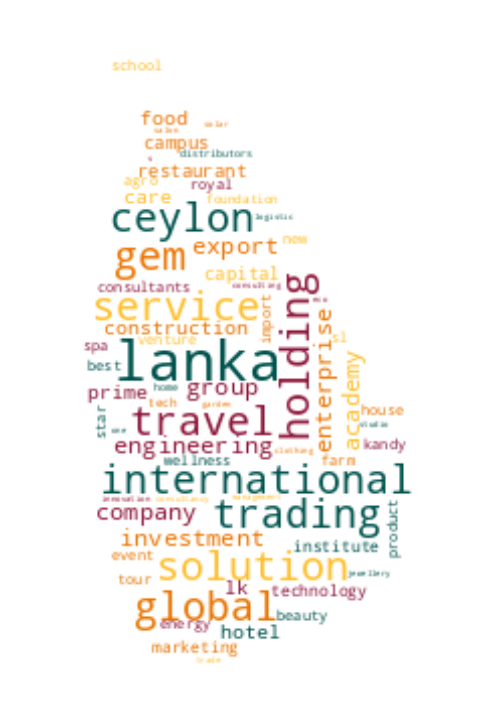 school
food
salon
solar
campus
distributors
s
restaurant
agro
royal
care
foundation
ceylon
logistic
gem
export
new
capital
consultants
consulting
holding
service
import
construction
enterprise
venture
sl
spa
best
lanka
academy
prime
home
group
star
tech
garden
travel
house
one
studio
engineering
kandy
clothing
wellness
farm
international
innovation
consultancy
management
company
trading
product
investment
institute
event
solution
jewellery
tour
lk
technology
global
beauty
energy
hotel
marketing
trade